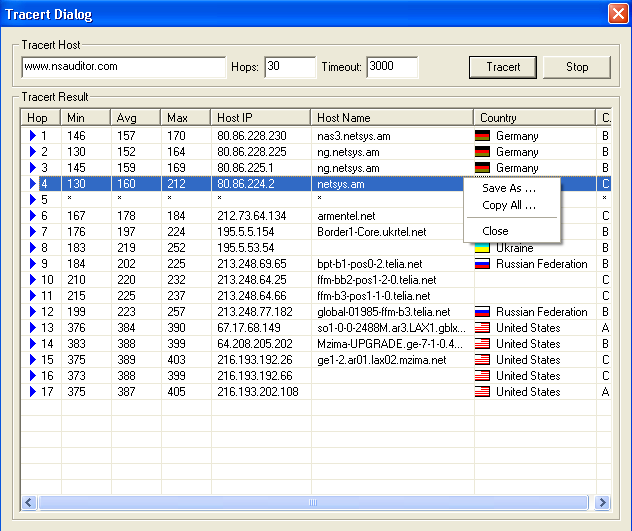 Tracert Dialog
Tracert Host
www.nsauditor.com Hops: 30 Timeout: 3000 Tracert Stop
Tracert Result
Hop Min Avg Max Host IP Host Name Country C
1 146 157 170 80.86.228.230 nas3.netsys.am Germany B
2 130 152 164 80.86.228.225 ng.netsys.am Germany B
3 145 159 169 80.86.225.1 ng.netsys.am Germany B
4 130 160 212 80.86.224.2 netsys.am C
Save As ...
5 * * * *
Copy All ...
6 167 178 184 212.73.64.134 armentel.net C
7 176 197 224 195.5.5.154 Border1-Core.ukrtel.net B
Close
8 183 219 252 195.5.53.54 Ukraine B
9 184 202 225 213.248.69.65 bpt-b1-pos0-2.telia.net Russian Federation B
10 210 220 232 213.248.64.25 ffm-bb2-pos1-2-0.telia.net C
11 215 225 237 213.248.64.66 ffm-b3-pos1-1-0.telia.net C
12 199 223 257 213.248.77.182 global-01985-ffm-b3.telia.net Russian Federation B
13 376 384 390 67.17.68.149 so1-0-0-2488M.ar3.LAX1.gblx... United States A
14 383 388 399 64.208.205.202 Mzima-UPGRADE.ge-7-1-0.4... United States B
15 375 389 403 216.193.192.26 ge1-2.ar01.lax02.mzima.net United States C
16 373 388 399 216.193.192.66 United States C
17 375 387 405 216.193.202.108 United States A